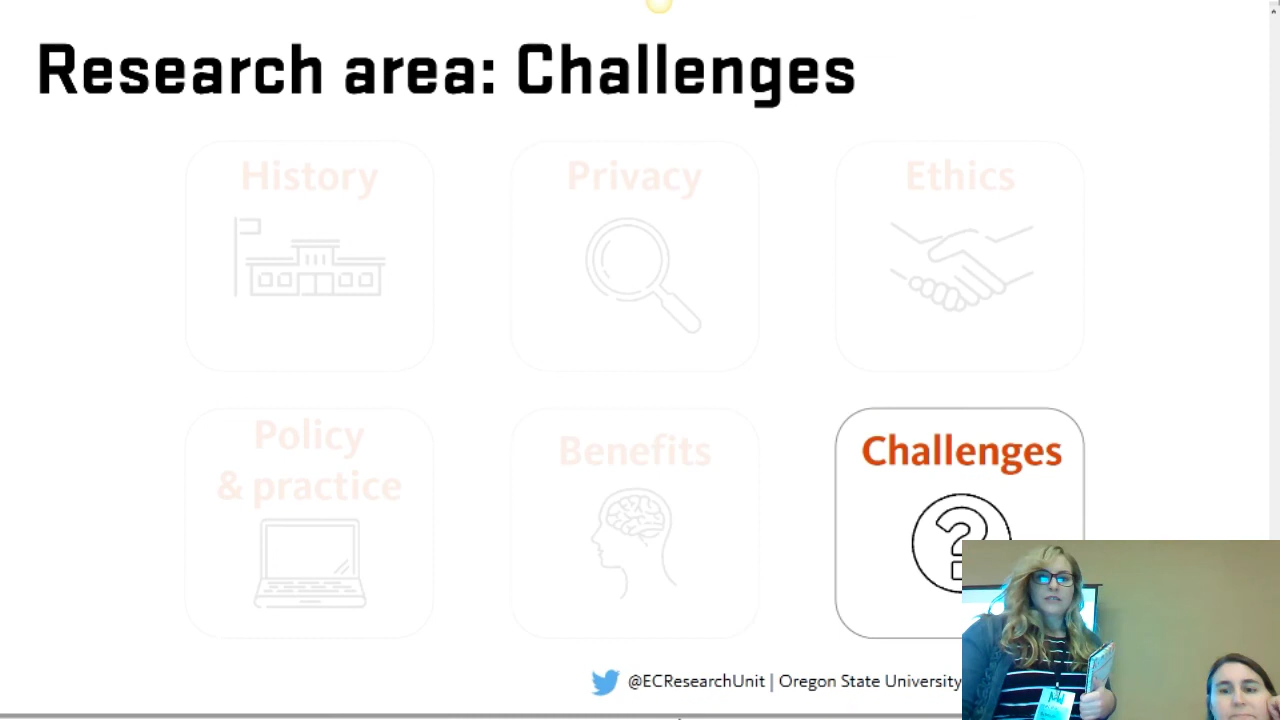 Research area: Challenges
History
Privacy
Ethics
Policy
& practice
Benefits
Challenges
@ECResearchUnit | Oregon State University